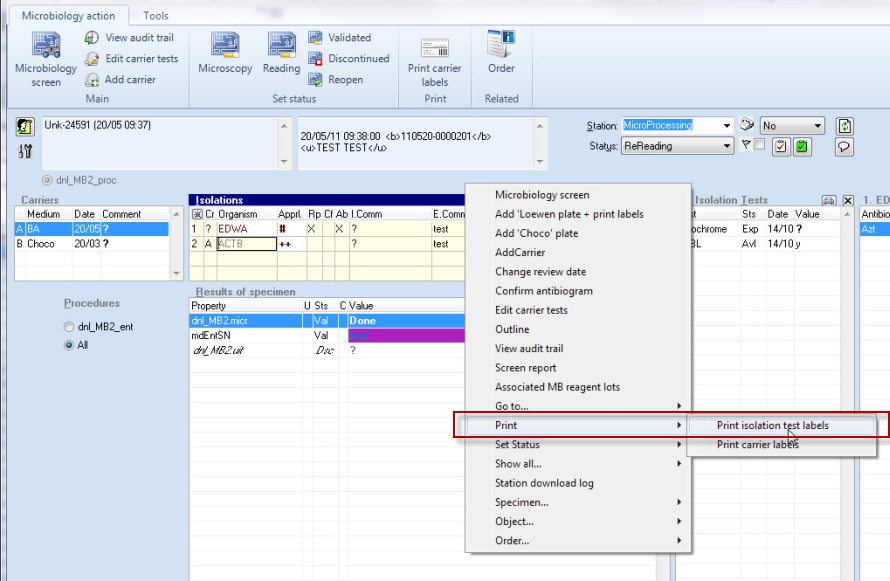 Microbiology action Tools
View audit trail
Edit carrier tests
Add carrier
Microbiology screen
Main
Microscopy Reading
Validated
Discontinued
Reopen
Set status
Print carrier labels
Print
Order
Related
Unk-24591 (20/05 09:37)
20/05/11 09:38:00 <b>110520-0000201</b>
<u>TEST TEST</u>
Station: MicroProcessing No
Status: ReReading
dnl_MB2_proc
Carriers
Medium Date Comment
A BA 20/05 ?
B Choco 20/03 ?
Procedures
dnl_MB2_ent
All
Isolations
Cr Organism Apprl. Rp Cf Ab I.Comm E.Comm
1 ? EDWA # X X ? test
2 A ACTB ++ ? test
Results of specimen
Property U Sts C Value
dnl_MB2.micr Val Done
mdEntSN Val
dnl_MB2.uit Dsc ?
Microbiology screen
Add 'Loewen plate + print labels
Add 'Choco' plate
AddCarrier
Change review date
Confirm antibiogram
Edit carrier tests
Outline
View audit trail
Screen report
Associated MB reagent lots
Go to...
Print
Set Status
Show all...
Station download log
Specimen...
Object...
Order...
Print isolation test labels
Print carrier labels
Isolation Tests
st Sts Date Value
ochrome Exp 14/10 ?
BL Avl 14/10 y
1. ED
Antibio
Azt